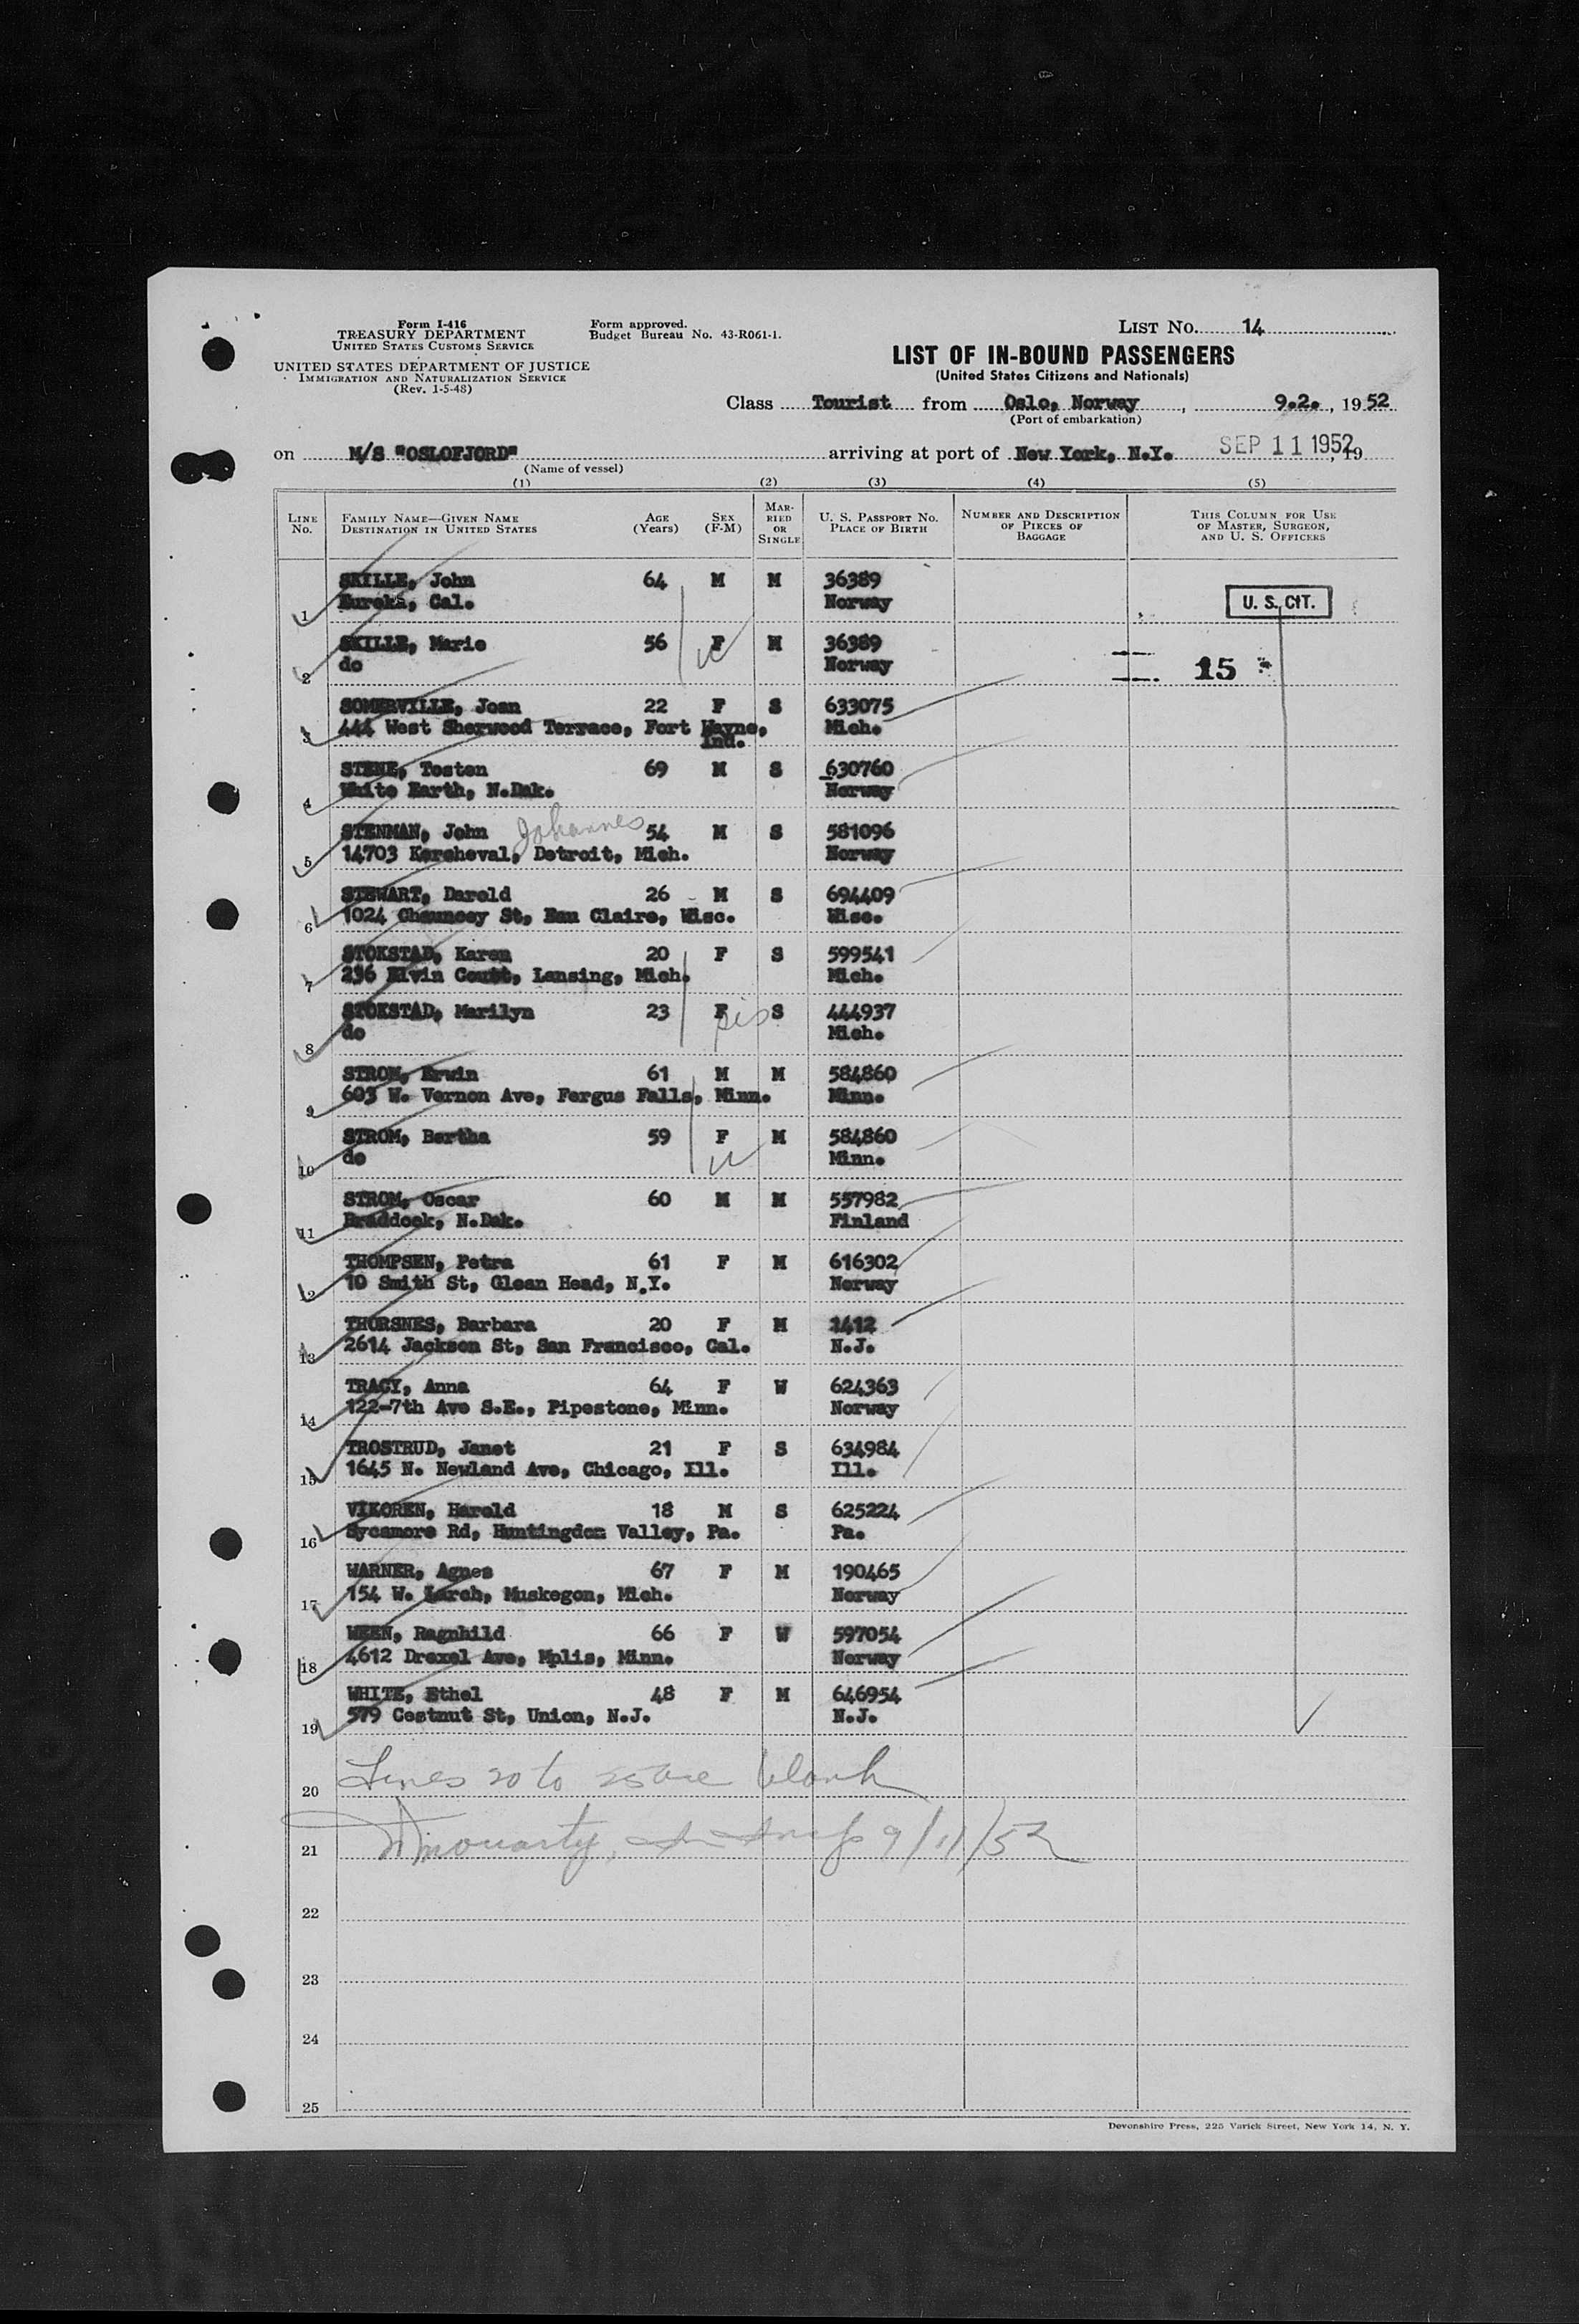 Form I-416
TREASURY DEPARTMENT
UNITED STATES CUSTOMS SERVICE
UNITED STATES DEPARTMENT OF JUSTICE
IMMIGRATION AND NATURALIZATION SERVICE
(Rev. 1-5-48)
Form approved.
Budget Bureau No. 43-R061-1.
LIST No. 14
LIST OF IN-BOUND PASSENGERS
(United States Citizens and Nationals)
Class Tourist from Oslo, Norway, 9.2., 1952
(Port of embarkation)
on M/S "OSLOFJORD" arriving at port of New York, N.Y. SEP 11 1952, 19
(Name of vessel)
(1) (2) (3) (4) (5)
LINE No. FAMILY NAME—GIVEN NAME DESTINATION IN UNITED STATES AGE (Years) SEX (F-M) MARRIED OR SINGLE U. S. PASSPORT No. PLACE OF BIRTH NUMBER AND DESCRIPTION OF PIECES OF BAGGAGE THIS COLUMN FOR USE OF MASTER, SURGEON, AND U. S. OFFICERS
SKILLE, John 64 M M 36389
1 Eureka, Cal. Norway U. S. CIT.
SKILLE, Marie 56 F M 36389
2 do Norway 15
SOMERVILLE, Joan 22 F S 633075
3 444 West Sherwood Terrace, Fort Wayne, Ind. Mich.
STENE, Tosten 69 M S 630760
4 White Earth, N.Dak. Norway
STENMAN, John Johannes 54 M S 581096
5 14703 Kercheval, Detroit, Mich. Norway
STEWART, Darold 26 M S 694409
6 1024 Chauncey St, Eau Claire, Wisc. Wisc.
STOKSTAD, Karen 20 F S 599541
7 236 Elvin Court, Lansing, Mich. Mich.
STOKSTAD, Marilyn 23 F sis S 444937
8 do Mich.
STROM, Erwin 61 M M 584860
9 603 W. Vernon Ave, Fergus Falls, Minn. Minn.
STROM, Bertha 59 F M 584860
10 do W Minn.
STROM, Oscar 60 M M 557982
11 Braddock, N.Dak. Finland
THOMPSEN, Petra 61 F M 616302
12 10 Smith St, Glean Head, N.Y. Norway
THORSNES, Barbara 20 F M 1412
13 2614 Jackson St, San Francisco, Cal. N.J.
TRACY, Anna 64 F W 624363
14 122-7th Ave S.E., Pipestone, Minn. Norway
TROSTRUD, Janet 21 F S 634984
15 1645 N. Newland Ave, Chicago, Ill. Ill.
VIKOREN, Harold 18 M S 625224
16 Sycamore Rd, Huntingdon Valley, Pa. Pa.
WARNER, Agnes 67 F M 190465
17 154 W. Larch, Muskegon, Mich. Norway
WEEN, Ragnhild 66 F W 597054
18 4612 Drexel Ave, Mplis, Minn. Norway
WHITE, Ethel 48 F M 646954
19 579 Cestnut St, Union, N.J. N.J.
20 Lines 20 to 25 are blank
21 9/11/52
22
23
24
25
Devonshire Press, 225 Varick Street, New York 14, N. Y.